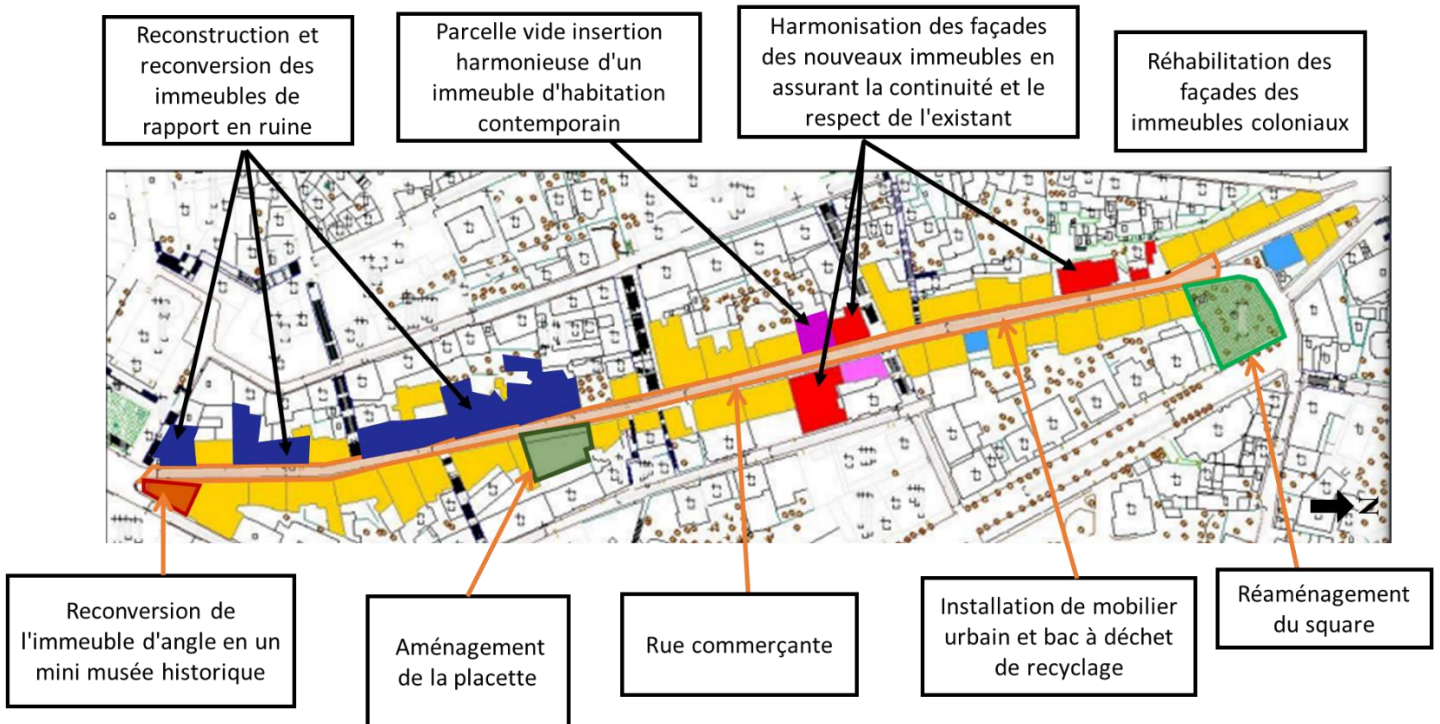 Reconstruction et
reconversion des
immeubles de
rapport en ruine
Parcelle vide insertion
harmonieuse d'un
immeuble d'habitation
contemporain
Harmonisation des façades
des nouveaux immeubles en
assurant la continuité et le
respect de l'existant
Réhabilitation des
façades des
immeubles coloniaux
N
Reconversion de
l'immeuble d'angle en un
mini musée historique
Aménagement
de la placette
Rue commerçante
Installation de mobilier
urbain et bac à déchet
de recyclage
Réaménagement
du square